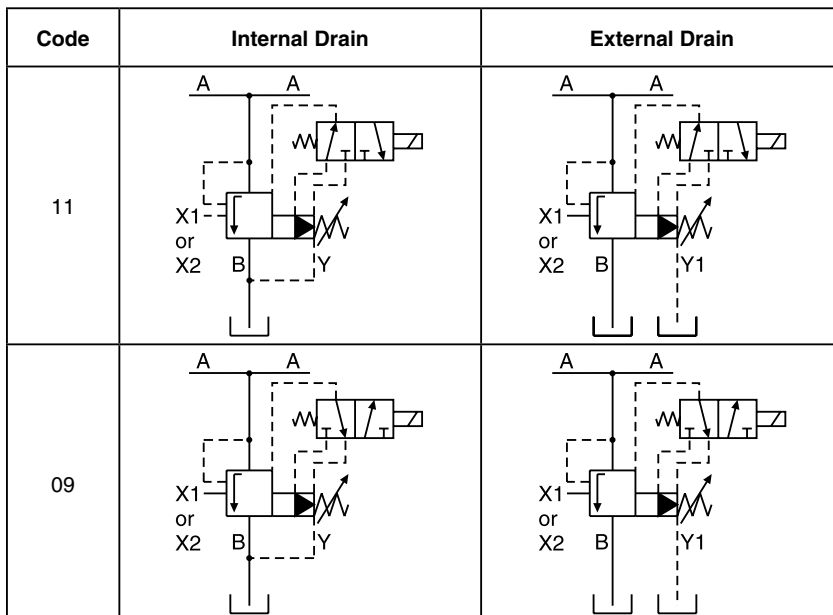 Code Internal Drain External Drain
A A A A
11
X1 X1
or or
X2 B Y X2 B Y1
A A A A
09
X1 X1
or or
X2 B Y X2 B Y1